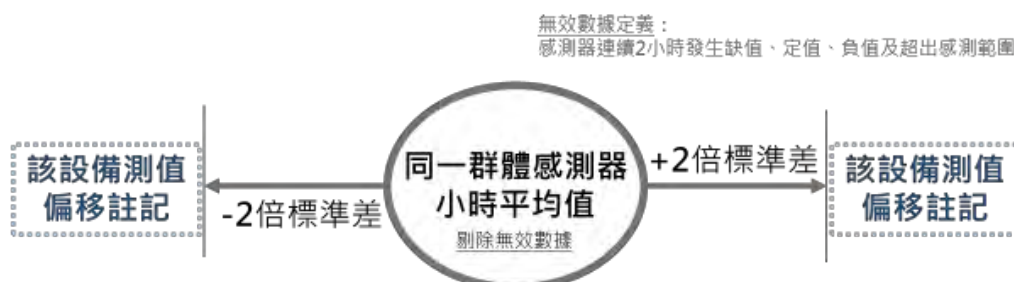 無效數據定義：
感測器連續2小時發生缺值、定值、負值及超出感測範圍
該設備測值
偏移註記
-2倍標準差
同一群體感測器
小時平均值
剔除無效數據
+2倍標準差
該設備測值
偏移註記